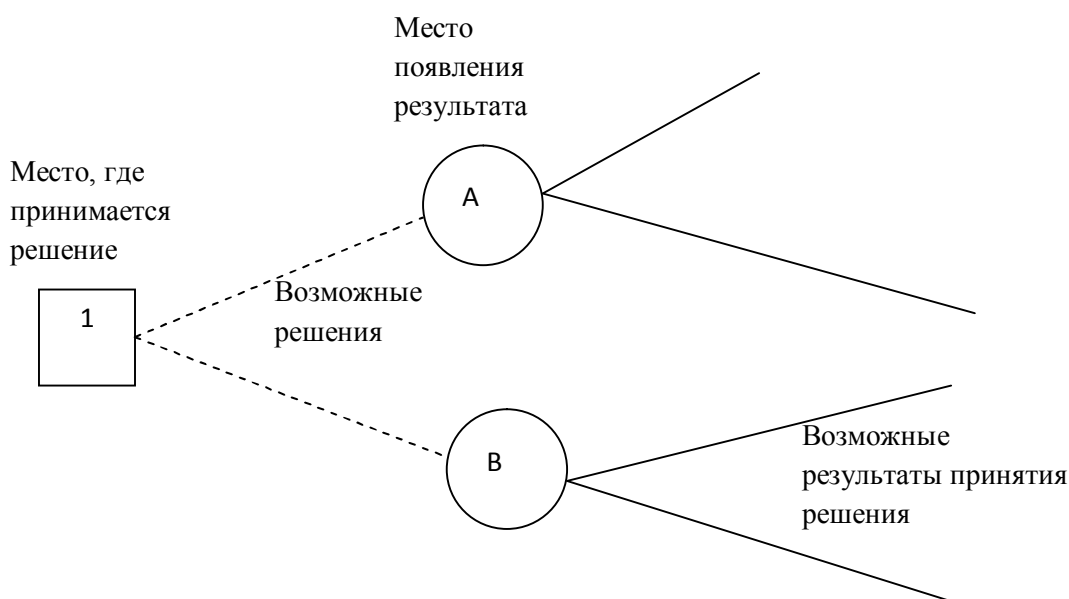 Место
появления
результата
Место, где
принимается
решение
A
Возможные
решения
1
B
Возможные
результаты принятия
решения